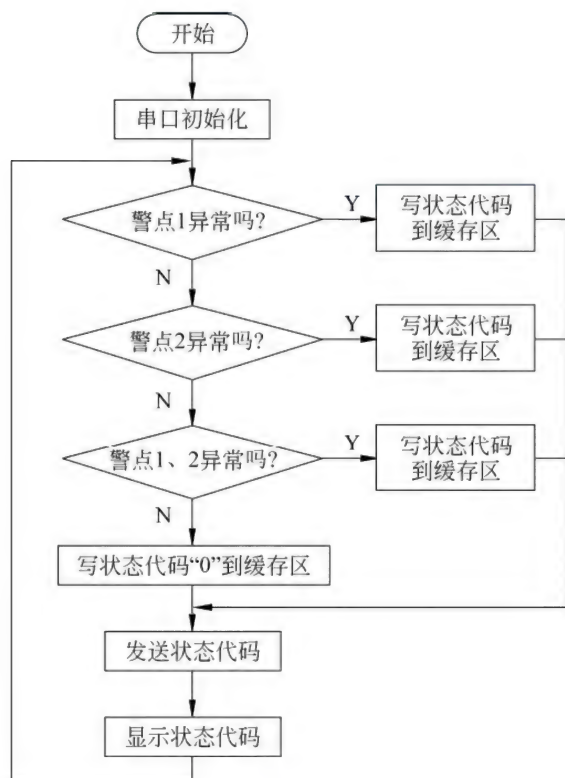 开始
串口初始化
警点1异常吗?
Y
写状态代码
到缓存区
N
警点2异常吗?
Y
写状态代码
到缓存区
N
警点1、2异常吗?
Y
写状态代码
到缓存区
N
写状态代码“0”到缓存区
发送状态代码
显示状态代码